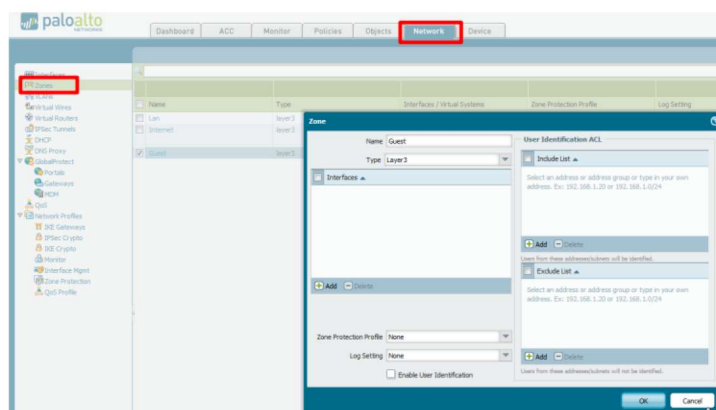 paloalto
NETWORKS
Dashboard ACC Monitor Policies Objects Network Device
Interfaces
Zones
VLANs
Virtual Wires
Virtual Routers
IPSec Tunnels
DHCP
DNS Proxy
GlobalProtect
Portals
Gateways
MDM
QoS
Network Profiles
IKE Gateways
IPSec Crypto
IKE Crypto
Monitor
Interface Mgmt
Zone Protection
QoS Profile
Name Type Interfaces / Virtual Systems Zone Protection Profile Log Setting
Lan layer3
Internet layer3
Guest layer3
Zone
Name Guest
Type Layer3
Interfaces
Add Delete
Zone Protection Profile None
Log Setting None
Enable User Identification
User Identification ACL
Include List
Select an address or address group or type in your own
address. Ex: 192.168.1.20 or 192.168.1.0/24
Add Delete
Users from these addresses/subnets will be identified.
Exclude List
Select an address or address group or type in your own
address. Ex: 192.168.1.20 or 192.168.1.0/24
Add Delete
Users from these addresses/subnets will not be identified.
OK Cancel